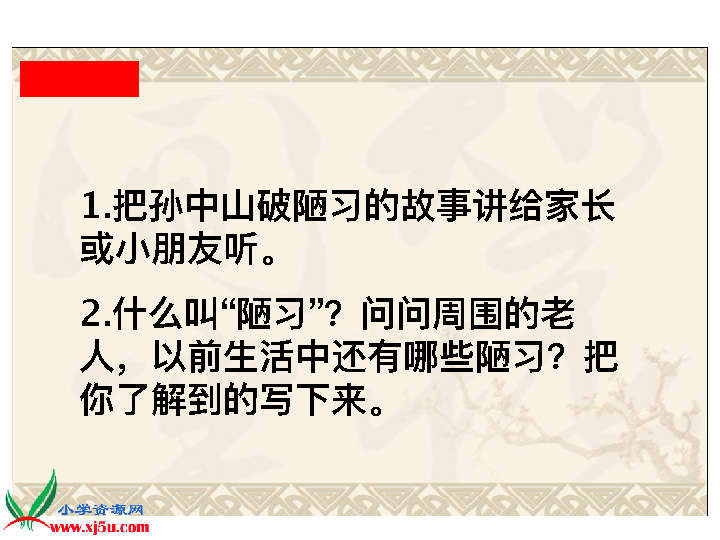 1.把孙中山破陋习的故事讲给家长
或小朋友听。
2.什么叫“陋习”？问问周围的老
人，以前生活中还有哪些陋习？把
你了解到的写下来。
小学资源网
www.xj5u.com